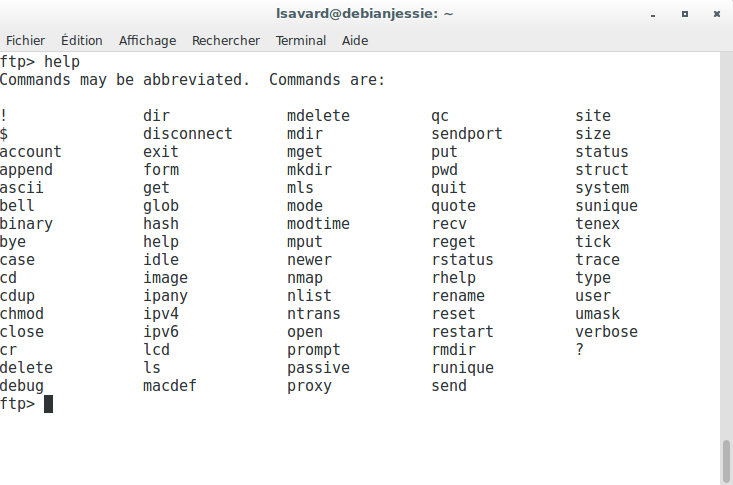 lsavard@debianjessie: ~
Fichier Édition Affichage Rechercher Terminal Aide
ftp> help
Commands may be abbreviated.  Commands are:

!               dir             mdelete         qc              site
$               disconnect      mdir            sendport        size
account         exit            mget            put             status
append          form            mkdir           pwd             struct
ascii           get             mls             quit            system
bell            glob            mode            quote           sunique
binary          hash            modtime         recv            tenex
bye             help            mput            reget           tick
case            idle            newer           rstatus         trace
cd              image           nmap            rhelp           type
cdup            ipany           nlist           rename          user
chmod           ipv4            ntrans          reset           umask
close           ipv6            open            restart         verbose
cr              lcd             prompt          rmdir           ?
delete          ls              passive         runique
debug           macdef          proxy           send
ftp>